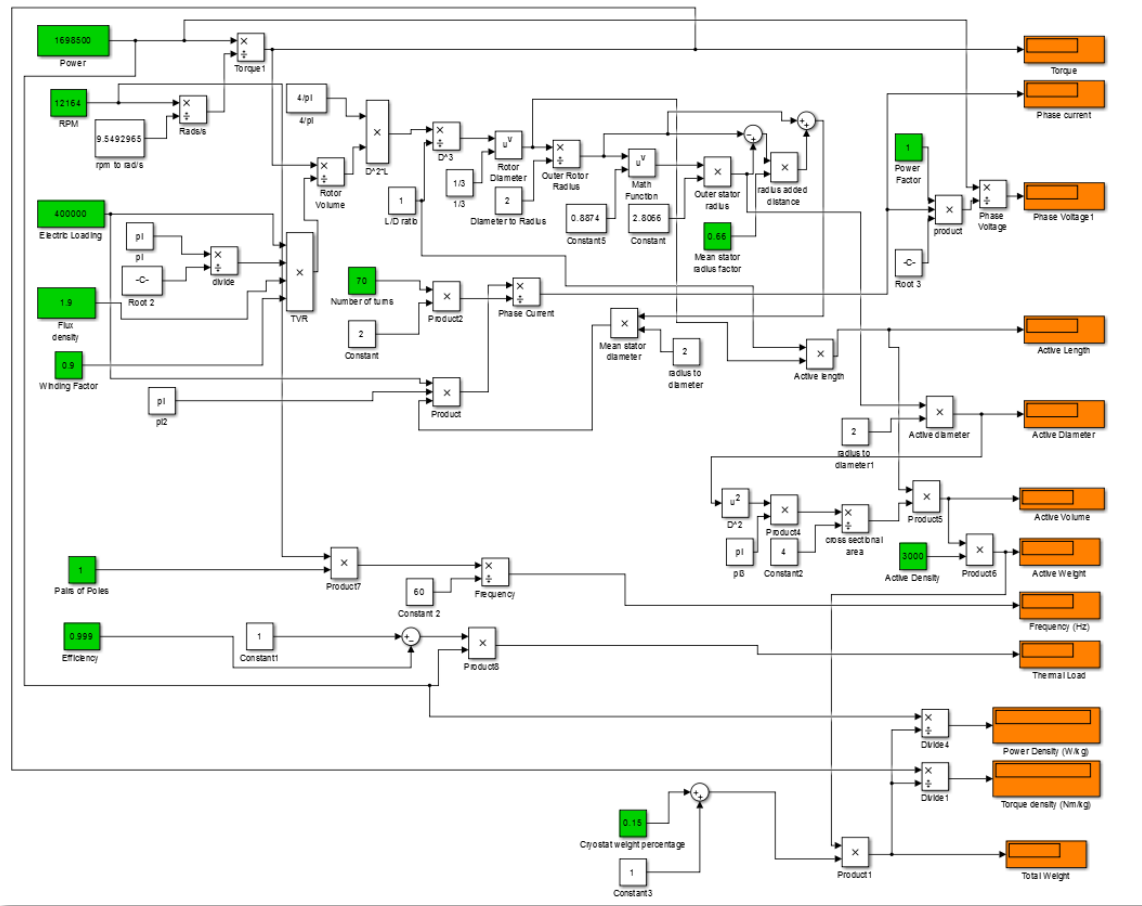 1698500
Power
×
÷
Torque1
Torque
12164
RPM
9.5492965
rpm to rad/s
×
÷
Rads/s
4/pi
4/pi
×
D^2*L
×
÷
Rotor
Volume
×
÷
D^3
1/3
1/3
1
L/D ratio
u^v
Rotor
Diameter
2
Diameter to Radius
×
÷
Outer Rotor
Radius
u^v
Math
Function
0.8874
Constant5
2.8066
Constant
×
Outer stator
radius
0.66
Mean stator
radius factor
×
radius added
distance
Phase current
1
Power
Factor
×
product
-C-
Root 3
×
÷
Phase
Voltage
Phase Voltage1
400000
Electric Loading
pi
pi
-C-
Root 2
×
÷
divide
×
TVR
1.9
Flux
density
0.9
Winding Factor
pi
pi2
70
Number of turns
2
Constant
×
Product2
×
÷
Phase Current
×
Product
×
Mean stator
diameter
2
radius to
diameter
×
Active length
Active Length
2
radius to
diameter1
×
Active diameter
Active Diameter
u^2
D^2
pi
pi3
×
Product4
4
Constant2
×
÷
cross sectional
area
×
Product5
Active Volume
3000
Active Density
×
Product6
Active Weight
1
Pairs of Poles
×
Product7
60
Constant 2
×
÷
Frequency
Frequency (Hz)
0.999
Efficiency
1
Constant1
×
Product8
Thermal Load
×
÷
Divide4
Power Density (W/kg)
×
÷
Divide1
Torque density (Nm/kg)
0.15
Cryostat weight percentage
1
Constant3
×
Product1
Total Weight